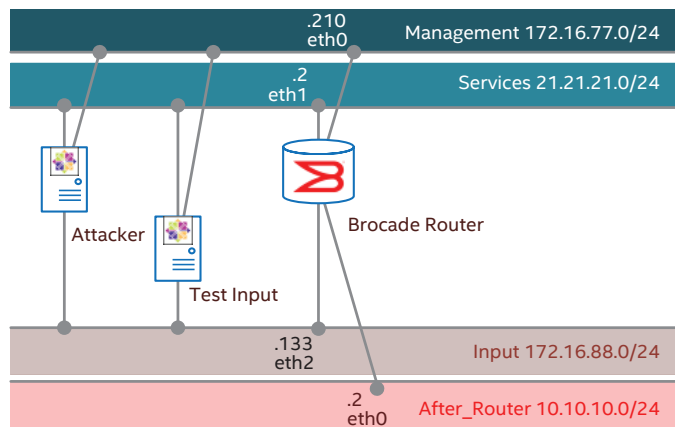 .210
eth0
Management 172.16.77.0/24
.2
eth1
Services 21.21.21.0/24
Attacker
Brocade Router
Test Input
.133
eth2
Input 172.16.88.0/24
.2
eth0
After_Router 10.10.10.0/24